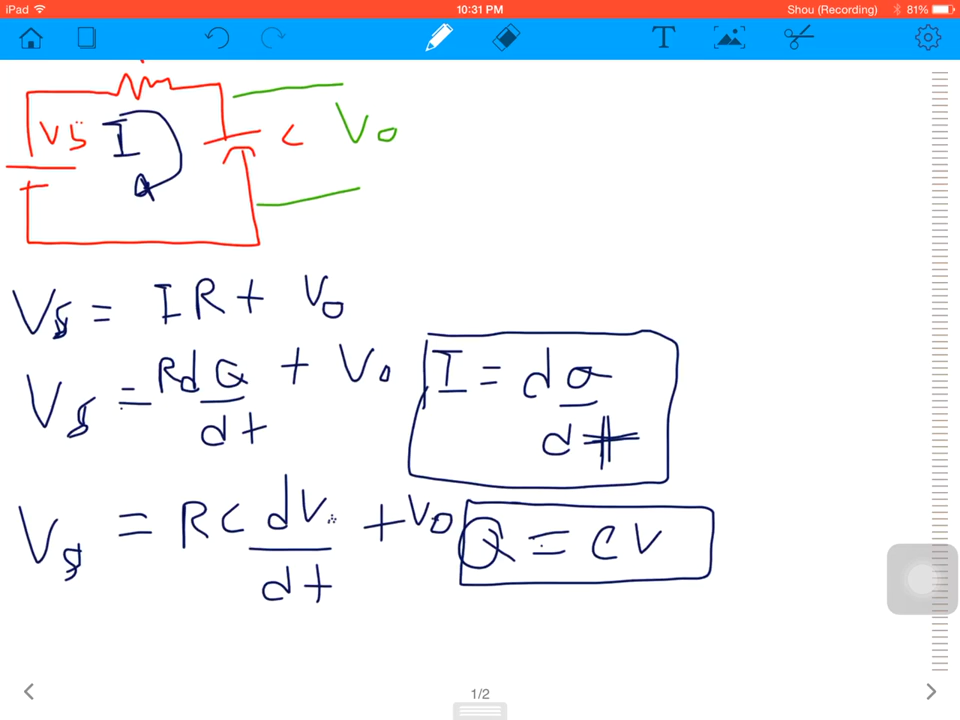 iPad 10:31 PM Shou (Recording) 81%
T
VS I C Vo
Vs = IR + Vo
Vs = R dQ/dt + Vo
I = dQ/dt
Vs = RC dV/dt + Vo
Q = CV
1/2